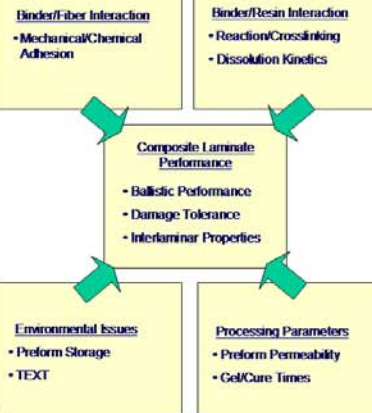 Binder/Fiber Interaction
• Mechanical/Chemical
Adhesion
Binder/Resin Interaction
• Reaction/Crosslinking
• Dissolution Kinetics
Composite Laminate
Performance
• Ballistic Performance
• Damage Tolerance
• Interlaminar Properties
Environmental Issues
• Preform Storage
• TEXT
Processing Parameters
• Preform Permeability
• Gel/Cure Times